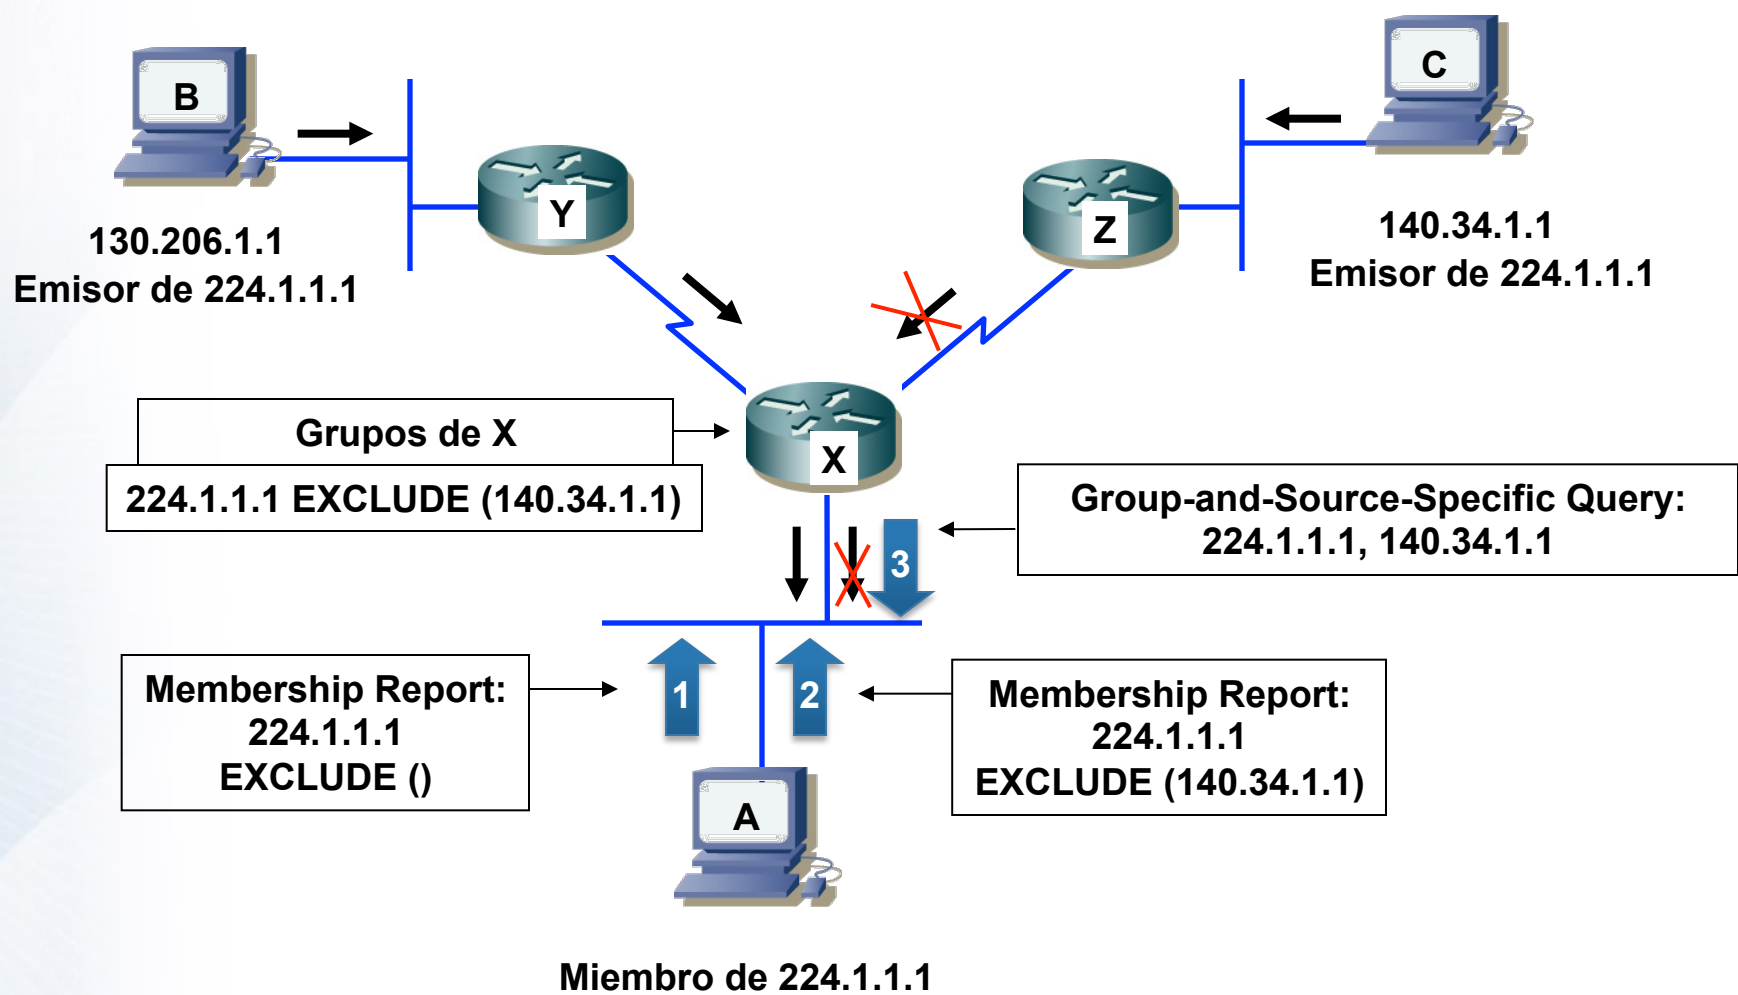 B
C
Y
Z
130.206.1.1
Emisor de 224.1.1.1
140.34.1.1
Emisor de 224.1.1.1
Grupos de X
224.1.1.1 EXCLUDE (140.34.1.1)
X
Group-and-Source-Specific Query:
224.1.1.1, 140.34.1.1
3
Membership Report:
224.1.1.1
EXCLUDE ()
1
2
Membership Report:
224.1.1.1
EXCLUDE (140.34.1.1)
A
Miembro de 224.1.1.1